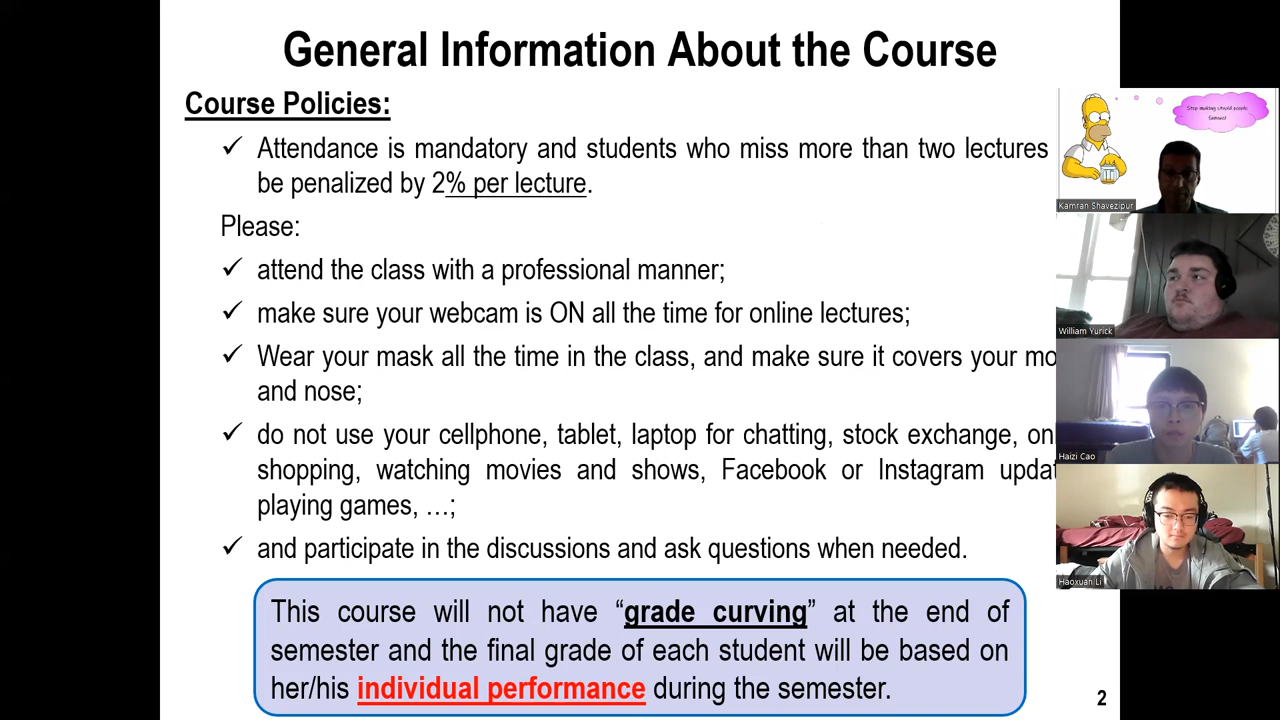 General Information About the Course
Course Policies:
✓ Attendance is mandatory and students who miss more than two lectures
be penalized by 2% per lecture.
Please:
✓ attend the class with a professional manner;
✓ make sure your webcam is ON all the time for online lectures;
✓ Wear your mask all the time in the class, and make sure it covers your mo
and nose;
✓ do not use your cellphone, tablet, laptop for chatting, stock exchange, on
shopping, watching movies and shows, Facebook or Instagram updat
playing games, …;
✓ and participate in the discussions and ask questions when needed.
This course will not have “grade curving” at the end of
semester and the final grade of each student will be based on
her/his individual performance during the semester.
2
Stop making stupid people
famous!
Kamran Shavezipur
William Yurick
Haizi Cao
Haoxuan Li